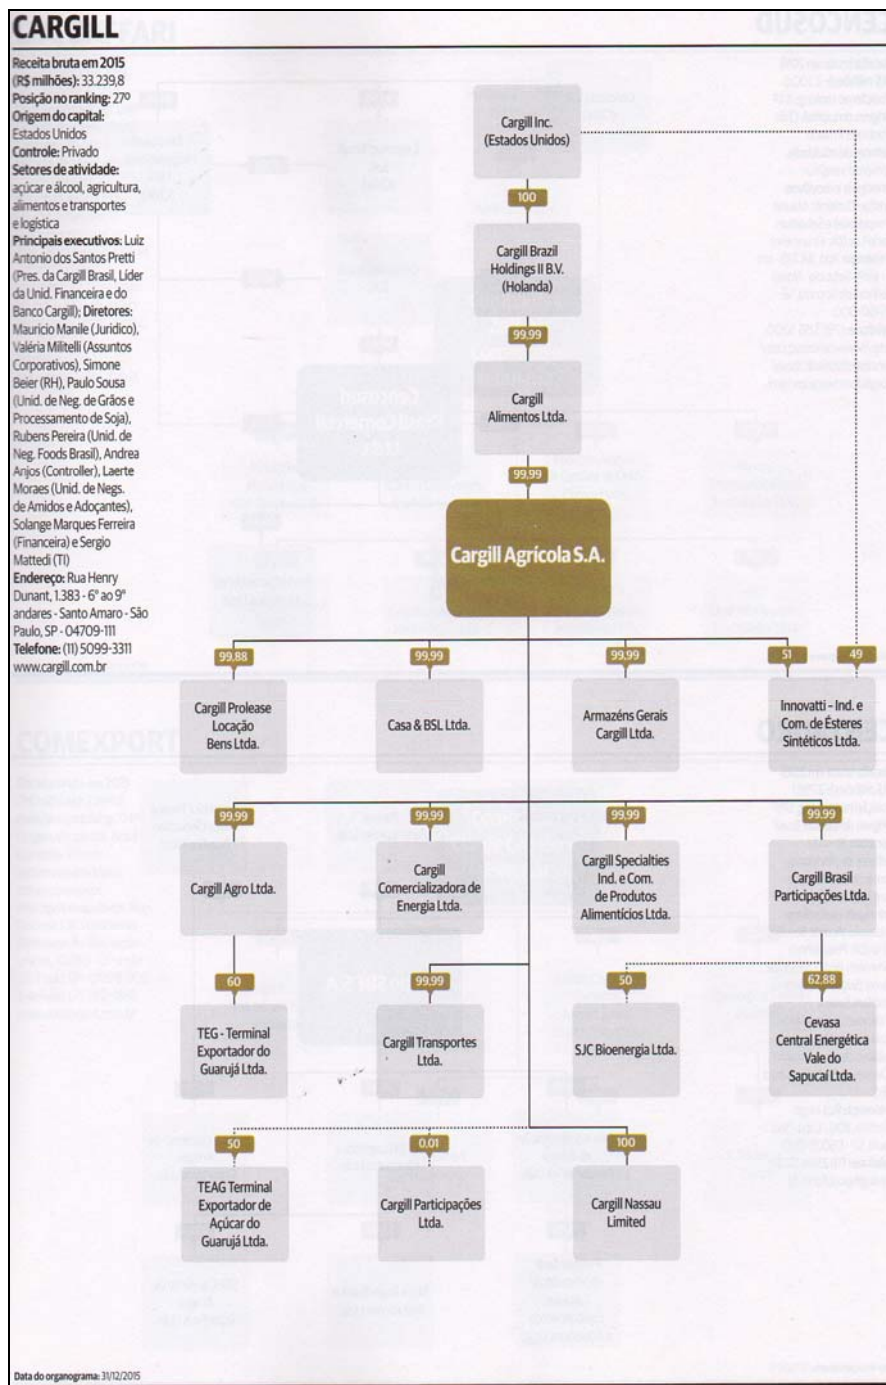 CARGILL
Receita bruta em 2015
(R$ milhões): 33.239,8
Posição no ranking: 27º
Origem do capital:
Estados Unidos
Controle: Privado
Setores de atividade:
açúcar e álcool, agricultura,
alimentos e transportes
e logística
Principais executivos: Luiz
Antonio dos Santos Pretti
(Pres. da Cargill Brasil, Líder
da Unid. Financeira e do
Banco Cargill); Diretores:
Mauricio Manile (Juridico),
Valéria Militelli (Assuntos
Corporativos), Simone
Beier (RH), Paulo Sousa
(Unid. de Neg. de Grãos e
Processamento de Soja),
Rubens Pereira (Unid. de
Neg. Foods Brasil), Andrea
Anjos (Controller), Laerte
Moraes (Unid. de Negs.
de Amidos e Adoçantes),
Solange Marques Ferreira
(Financeira) e Sergio
Mattedi (TI)
Endereço: Rua Henry
Dunant, 1.383 - 6° ao 9°
andares - Santo Amaro - São
Paulo, SP - 04709-111
Telefone: (11) 5099-3311
www.cargill.com.br
Cargill Inc.
(Estados Unidos)
100
Cargill Brazil
Holdings II B.V.
(Holanda)
99,99
Cargill
Alimentos Ltda.
99,99
Cargill Agrícola S.A.
99,88
Cargill Prolease
Locação
Bens Ltda.
99,99
Casa & BSL Ltda.
99,99
Armazéns Gerais
Cargill Ltda.
51
49
Innovatti - Ind. e
Com. de Ésteres
Sintéticos Ltda.
99,99
Cargill Agro Ltda.
99,99
Cargill
Comercializadora de
Energia Ltda.
99,99
Cargill Specialties
Ind. e Com.
de Produtos
Alimentícios Ltda.
99,99
Cargill Brasil
Participações Ltda.
60
TEG - Terminal
Exportador do
Guarujá Ltda.
99,99
Cargill Transportes
Ltda.
50
SJC Bioenergia Ltda.
62,88
Cevasa
Central Energética
Vale do
Sapucaí Ltda.
50
TEAG Terminal
Exportador de
Açúcar do
Guarujá Ltda.
0,01
Cargill Participações
Ltda.
100
Cargill Nassau
Limited
Data do organograma: 31/12/2015